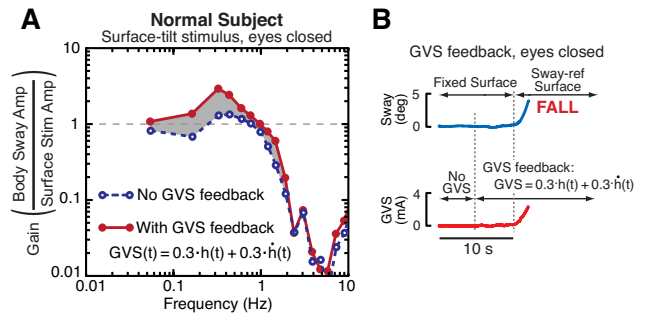 A
Normal Subject
Surface-tilt stimulus, eyes closed
Gain (Body Sway Amp / Surface Stim Amp)
10
1
0.1
0.01
No GVS feedback
With GVS feedback
GVS(t) = 0.3·h(t) + 0.3·ḣ(t)
0.01
0.1
1
10
Frequency (Hz)
B
GVS feedback, eyes closed
Fixed Surface
Sway-ref
Surface
FALL
Sway
(deg)
5
0
No
GVS
GVS feedback:
GVS = 0.3·h(t) + 0.3·ḣ(t)
GVS
(mA)
4
0
10 s